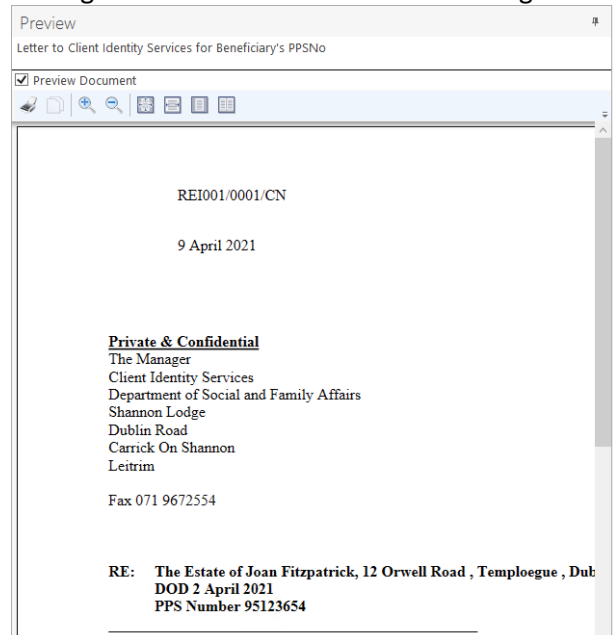 Preview
Letter to Client Identity Services for Beneficiary's PPSNo
Preview Document
REI001/0001/CN
9 April 2021
Private & Confidential
The Manager
Client Identity Services
Department of Social and Family Affairs
Shannon Lodge
Dublin Road
Carrick On Shannon
Leitrim
Fax 071 9672554
RE: The Estate of Joan Fitzpatrick, 12 Orwell Road , Temploegue , Dub
DOD 2 April 2021
PPS Number 95123654